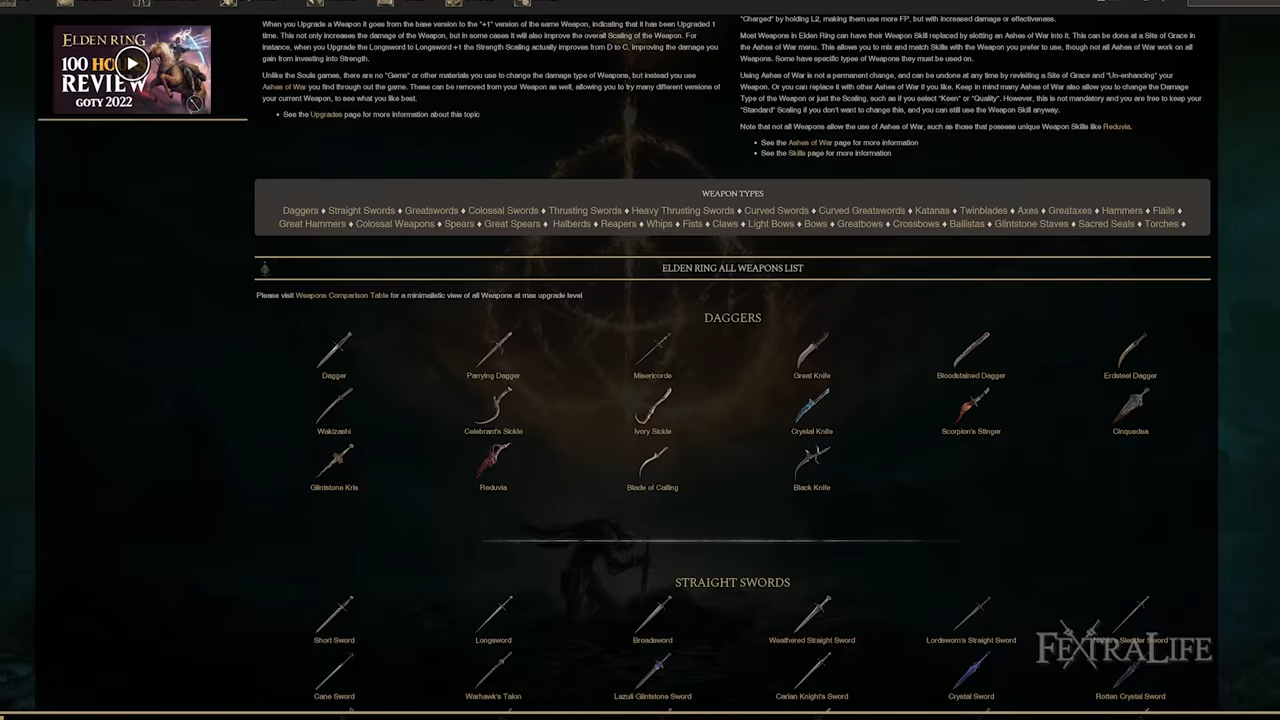 ELDEN RING
100 HO
REVIEW
GOTY 2022
When you Upgrade a Weapon it goes from the base version to the "+1" version of the same Weapon, indicating that it has been Upgraded 1
time. This not only increases the damage of the Weapon, but in some cases it will also improve the overall Scaling of the Weapon. For
instance, when you Upgrade the Longsword to Longsword +1 the Strength Scaling actually improves from D to C, improving the damage you
gain from investing into Strength.
Unlike the Souls games, there are no "Gems" or other materials you use to change the damage type of Weapons, but instead you use
Ashes of War you find through out the game. These can be removed from your Weapon as well, allowing you to try many different versions of
your current Weapon, to see what you like best.
• See the Upgrades page for more information about this topic
"Charged" by holding L2, making them use more FP, but with increased damage or effectiveness.
Most Weapons in Elden Ring can have their Weapon Skill replaced by slotting an Ashes of War into it. This can be done at a Site of Grace in
the Ashes of War menu. This allows you to mix and match Skills with the Weapon you prefer to use, though not all Ashes of War work on all
Weapons. Some have specific types of Weapons they must be used on.
Using Ashes of War is not a permanent change, and can be undone at any time by revisiting a Site of Grace and "Un-enhancing" your
Weapon. Or you can replace it with other Ashes of War if you like. Keep in mind many Ashes of War also allow you to change the Damage
Type of the Weapon or just the Scaling, such as if you select "Keen" or "Quality". However, this is not mandatory and you are free to keep your
"Standard" Scaling if you don't want to change this, and you can still use the Weapon Skill anyway.
Note that not all Weapons allow the use of Ashes of War, such as those that possess unique Weapon Skills like Reduvia.
• See the Ashes of War page for more information
• See the Skills page for more information
WEAPON TYPES
Daggers ♦ Straight Swords ♦ Greatswords ♦ Colossal Swords ♦ Thrusting Swords ♦ Heavy Thrusting Swords ♦ Curved Swords ♦ Curved Greatswords ♦ Katanas ♦ Twinblades ♦ Axes ♦ Greataxes ♦ Hammers ♦ Flails ♦
Great Hammers ♦ Colossal Weapons ♦ Spears ♦ Great Spears ♦ Halberds ♦ Reapers ♦ Whips ♦ Fists ♦ Claws ♦ Light Bows ♦ Bows ♦ Greatbows ♦ Crossbows ♦ Ballistas ♦ Glintstone Staves ♦ Sacred Seals ♦ Torches ♦
ELDEN RING ALL WEAPONS LIST
Please visit Weapons Comparison Table for a minimalistic view of all Weapons at max upgrade level
DAGGERS
Dagger Parrying Dagger Misericorde Great Knife Bloodstained Dagger Erdsteel Dagger
Wakizashi Celebrant's Sickle Ivory Sickle Crystal Knife Scorpion's Stinger Cinquedea
Glintstone Kris Reduvia Blade of Calling Black Knife
STRAIGHT SWORDS
Short Sword Longsword Broadsword Weathered Straight Sword Lordsworn's Straight Sword Noble's Slender Sword
FEXTRALIFE
Cane Sword Warhawk's Talon Lazuli Glintstone Sword Carian Knight's Sword Crystal Sword Rotten Crystal Sword